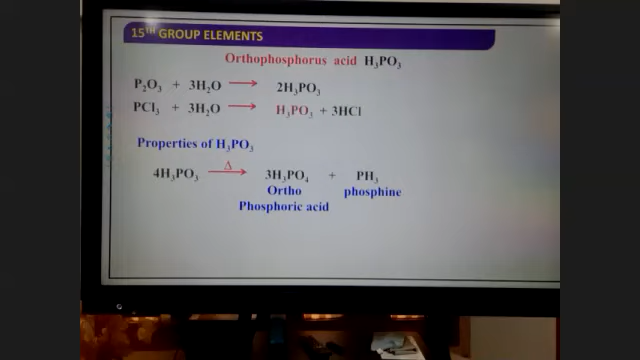 15TH GROUP ELEMENTS
Orthophosphorus acid H₃PO₃
P₂O₃ + 3H₂O ⟶ 2H₃PO₃
PCl₃ + 3H₂O ⟶ H₃PO₃ + 3HCl
Properties of H₃PO₃
4H₃PO₃ Δ⟶ 3H₃PO₄ + PH₃
Ortho phosphine
Phosphoric acid